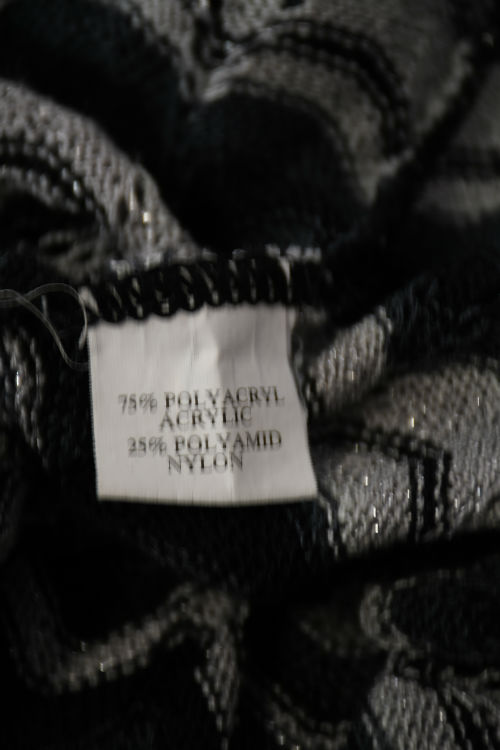 75% POLYACRYL
ACRYLIC
25% POLYAMID
NYLON